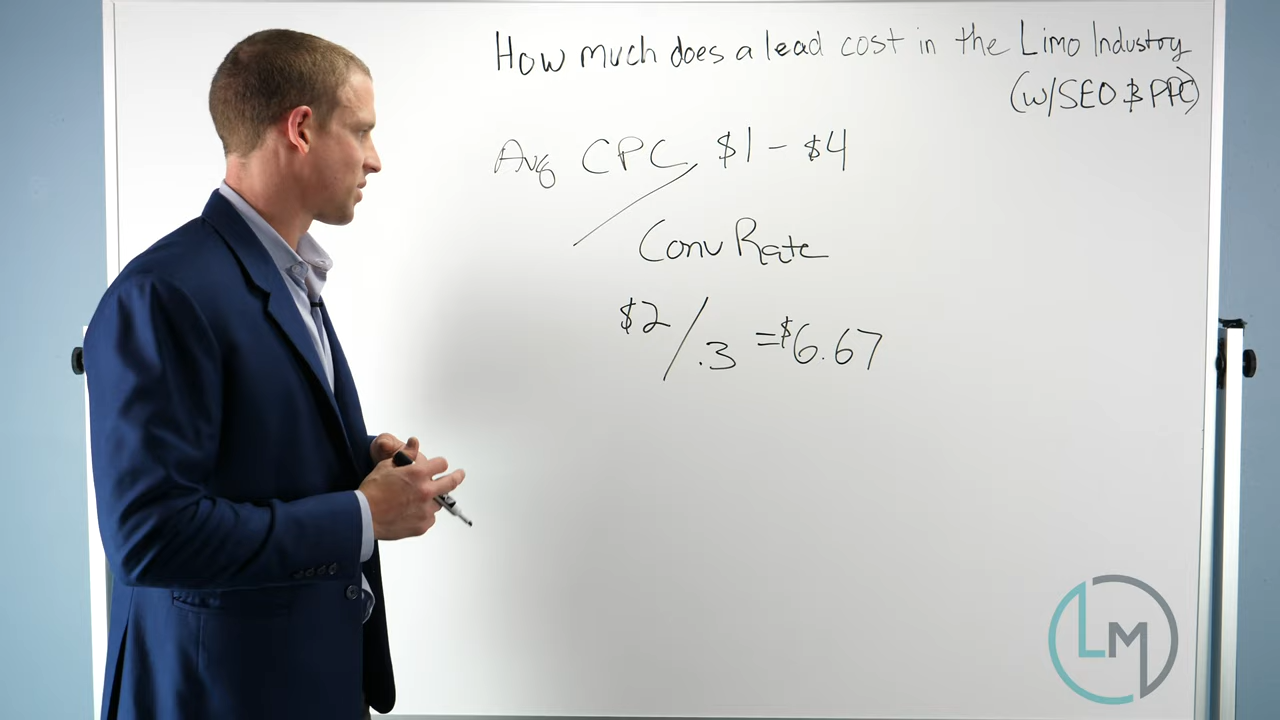 How much does a lead cost in the Limo Industry
(w/SEO & PPC)
Avg CPC $1 - $4
/
Conv Rate
$2/.3 = $6.67
LM